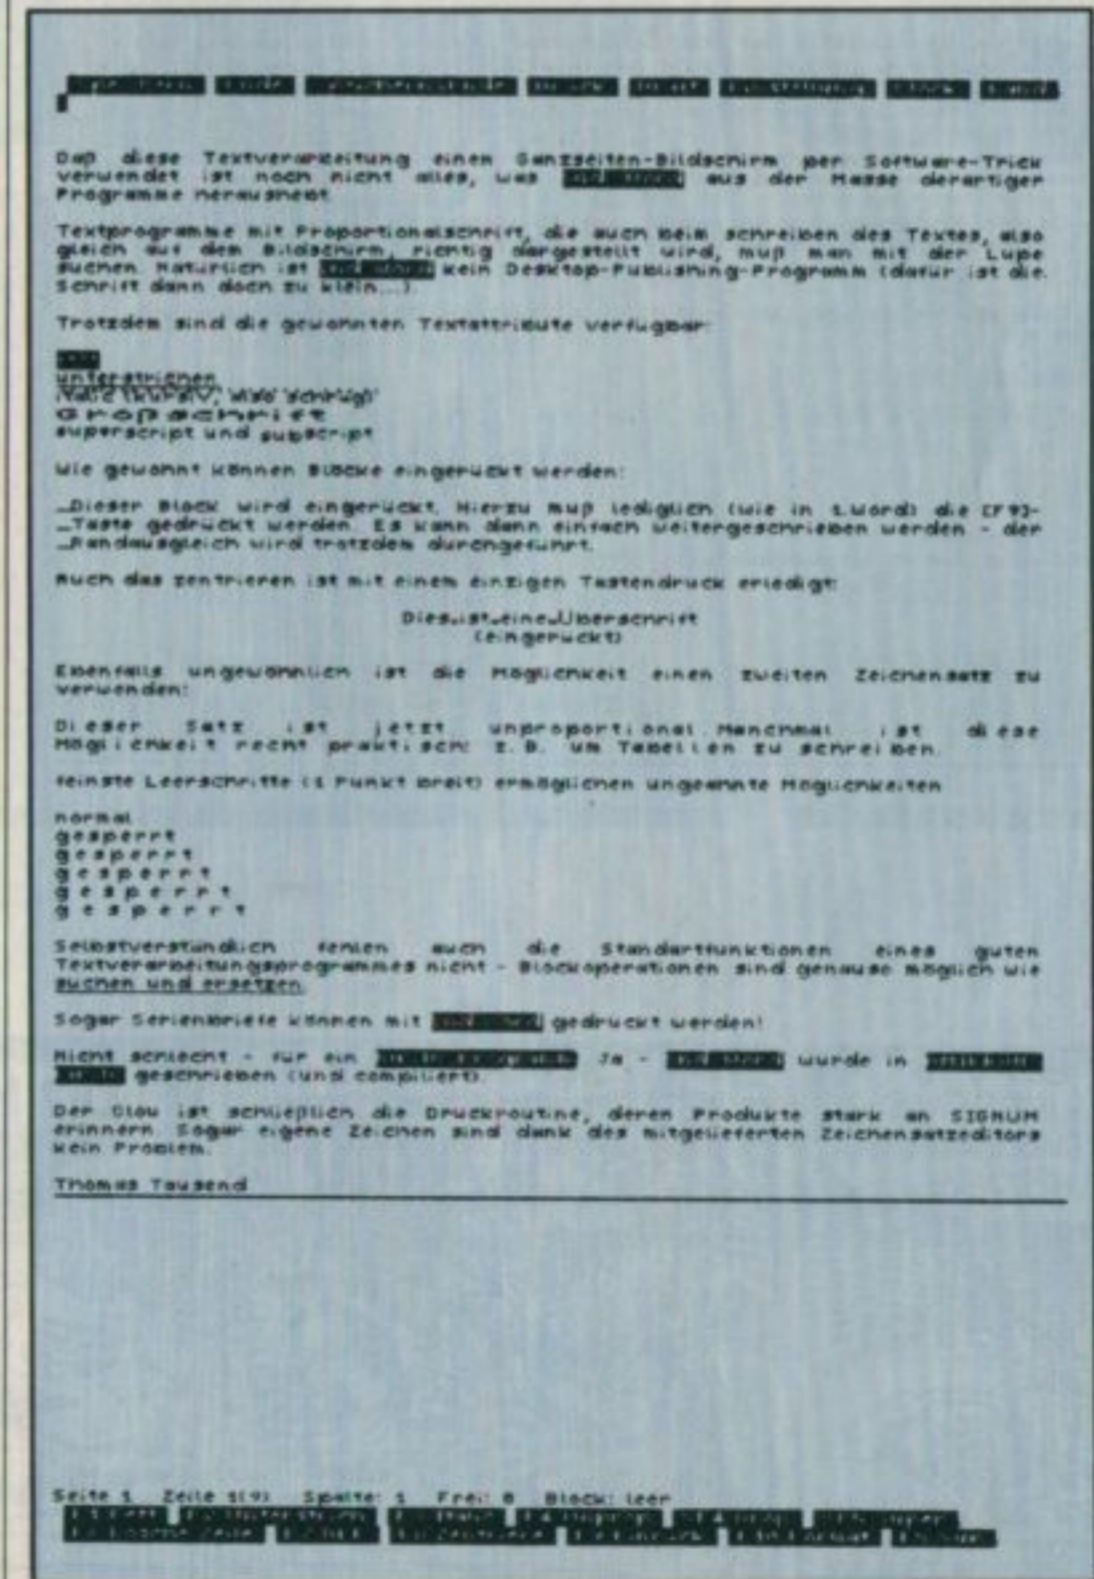 Daß diese Textverarbeitung einen Ganzseiten-Bildschirm per Software-Trick
verwendet ist noch nicht alles, was aus der Masse derartiger
Programme heraushebt.
Textprogramme mit Proportionalschrift, die auch beim schreiben des Textes, also
gleich auf dem Bildschirm, richtig dargestellt wird, muß man mit der Lupe
suchen. Natürlich ist kein Desktop-Publishing-Programm (dafür ist die
Schrift dann doch zu klein...).
Trotzdem sind die gewohnten Textattribute verfügbar:
unterstrichen
italic (kursiv, also schräg)
Großschrift
superscript und subscript
Wie gewohnt können Blöcke eingerückt werden:
_Dieser Block wird eingerückt. Hierzu muß lediglich (wie in 1.Word) die [F9]-
_Taste gedrückt werden. Es kann dann einfach weitergeschrieben werden - der
_Randausgleich wird trotzdem durchgeführt.
Auch das zentrieren ist mit einem einzigen Tastendruck erledigt:
Dies_ist_eine_Überschrift
(eingerückt)
Ebenfalls ungewöhnlich ist die Möglichkeit einen zweiten Zeichensatz zu
verwenden:
Dieser Satz ist jetzt unproportional. Manchmal ist diese
Möglichkeit recht praktisch: z.B. um Tabellen zu schreiben.
feinste Leerschritte (1 Punkt breit) ermöglichen ungeahnte Möglichkeiten
normal
gesperrt
gesperrt
gesperrt
gesperrt
gesperrt
Selbstverständlich fehlen auch die Standartfunktionen eines guten
Textverarbeitungsprogrammes nicht - Blockoperationen sind genauso möglich wie
suchen und ersetzen.
Sogar Serienbriefe können mit gedruckt werden!
Nicht schlecht - für ein Ja - wurde in
geschrieben (und compiliert).
Der Clou ist schließlich die Druckroutine, deren Produkte stark an SIGNUM
erinnern. Sogar eigene Zeichen sind dank des mitgelieferten Zeichensatzeditors
kein Problem.
Thomas Tausend
Seite 1 Zeile 1(9) Spalte: 1 Frei: 0 Block: leer